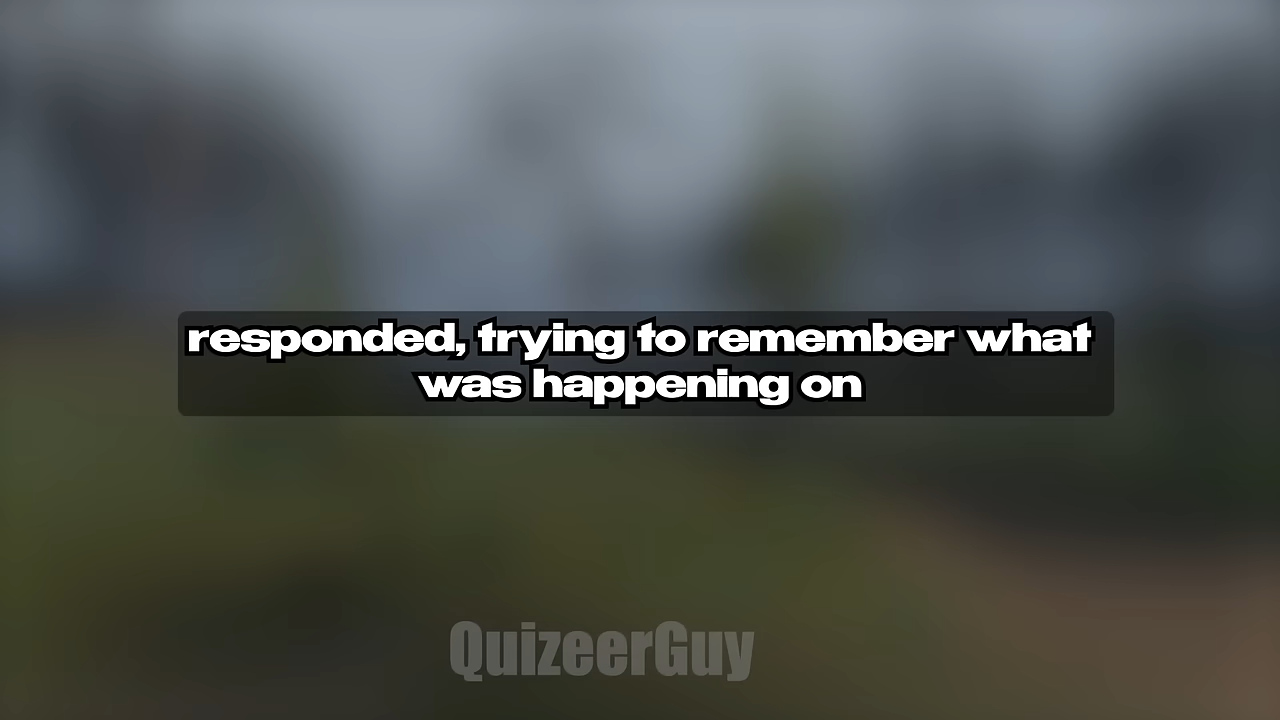 responded, trying to remember what
was happening on
QuizeerGuy